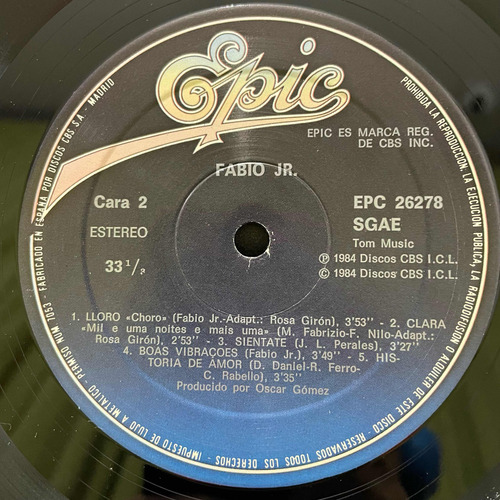 Epic
EPIC ES MARCA REG.
DE CBS INC.
FABIO JR.
Cara 2
ESTEREO
33 1/3
EPC 26278
SGAE
Tom Music
Ⓟ 1984 Discos CBS I.C.L.
© 1984 Discos CBS I.C.L.
1. LLORO «Choro» (Fabio Jr.-Adapt.: Rosa Girón), 3'53" - 2. CLARA
«Mil e uma noites e mais uma» (M. Fabrizio-F. Nilo-Adapt.:
Rosa Girón), 2'53" - 3. SIENTATE (J. L. Perales), 3'27"
4. BOAS VIBRAÇOES (Fabio Jr.), 3'49" - 5. HIS-
TORIA DE AMOR (D. Daniel-R. Ferro-
C. Rabello), 3'35"
Producido por Oscar Gómez
PERMISO NUM 7053 - FABRICADO EN ESPAÑA POR DISCOS CBS S.A. - MADRID
PROHIBIDA LA REPRODUCCION, LA EJECUCION PUBLICA, LA RADIODIFUSION O ALQUILER DE ESTE DISCO - RESERVADOS TODOS LOS DERECHOS - IMPUESTO DE LUJO A METALICO -